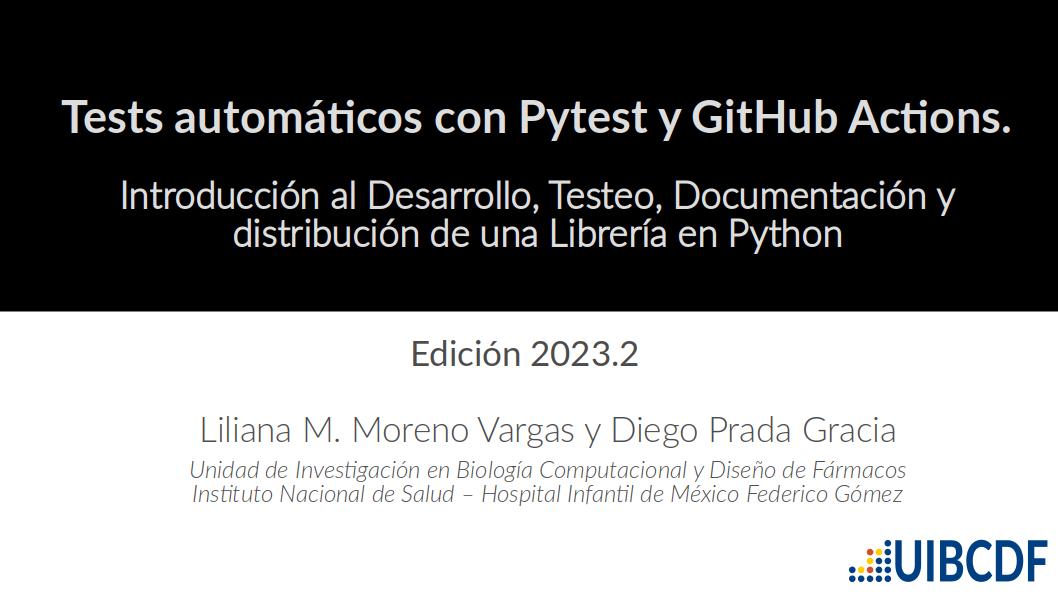 Tests automáticos con Pytest y GitHub Actions.
Introducción al Desarrollo, Testeo, Documentación y
distribución de una Librería en Python
Edición 2023.2
Liliana M. Moreno Vargas y Diego Prada Gracia
Unidad de Investigación en Biología Computacional y Diseño de Fármacos
Instituto Nacional de Salud – Hospital Infantil de México Federico Gómez
UIBCDF